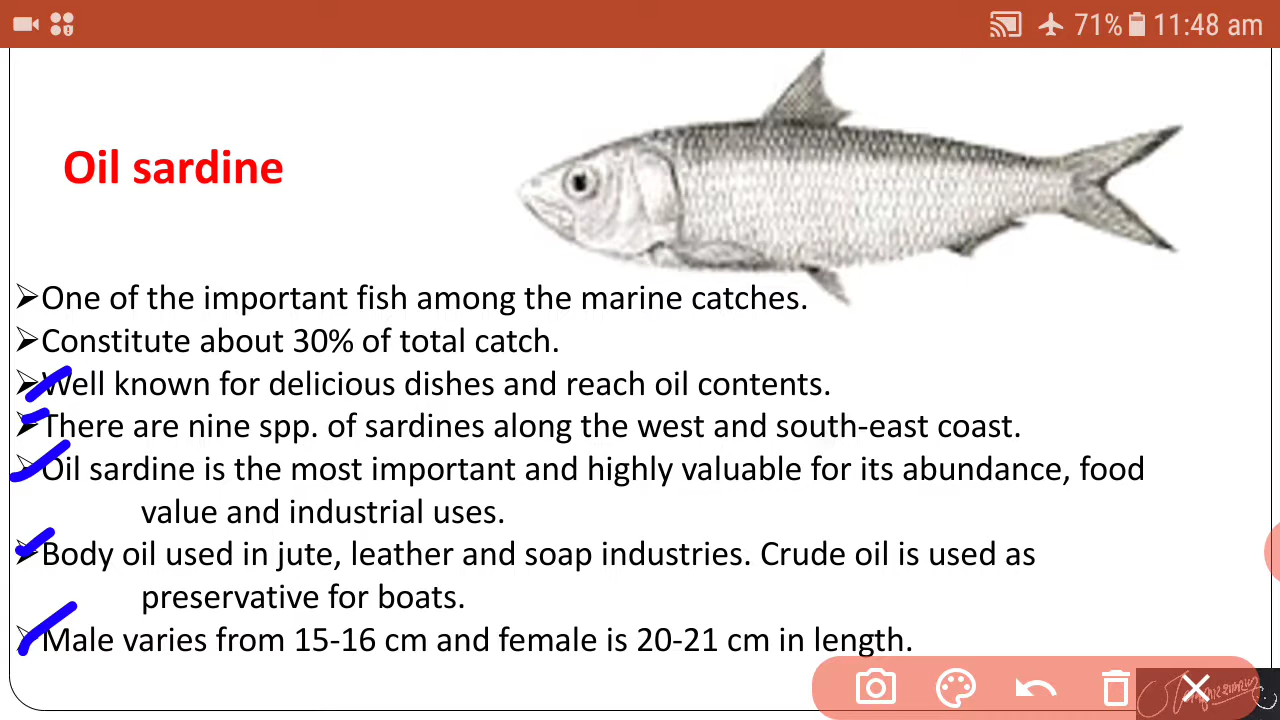 71% 11:48 am
Oil sardine
➢One of the important fish among the marine catches.
➢Constitute about 30% of total catch.
➢Well known for delicious dishes and reach oil contents.
➢There are nine spp. of sardines along the west and south-east coast.
➢Oil sardine is the most important and highly valuable for its abundance, food
value and industrial uses.
➢Body oil used in jute, leather and soap industries. Crude oil is used as
preservative for boats.
➢Male varies from 15-16 cm and female is 20-21 cm in length.